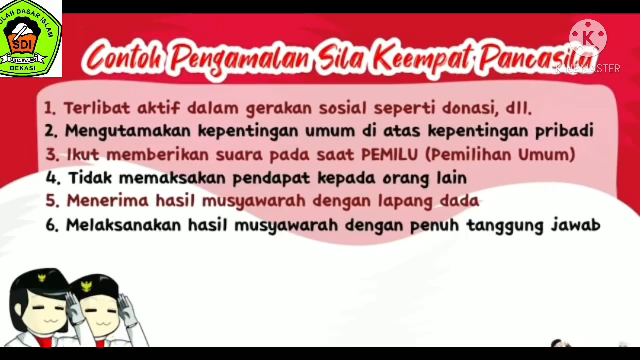 SDI
BEKASI
Contoh Pengamalan Sila Keempat Pancasila
1. Terlibat aktif dalam gerakan sosial seperti donasi, dll.
2. Mengutamakan kepentingan umum di atas kepentingan pribadi
3. Ikut memberikan suara pada saat PEMILU (Pemilihan Umum)
4. Tidak memaksakan pendapat kepada orang lain
5. Menerima hasil musyawarah dengan lapang dada
6. Melaksanakan hasil musyawarah dengan penuh tanggung jawab